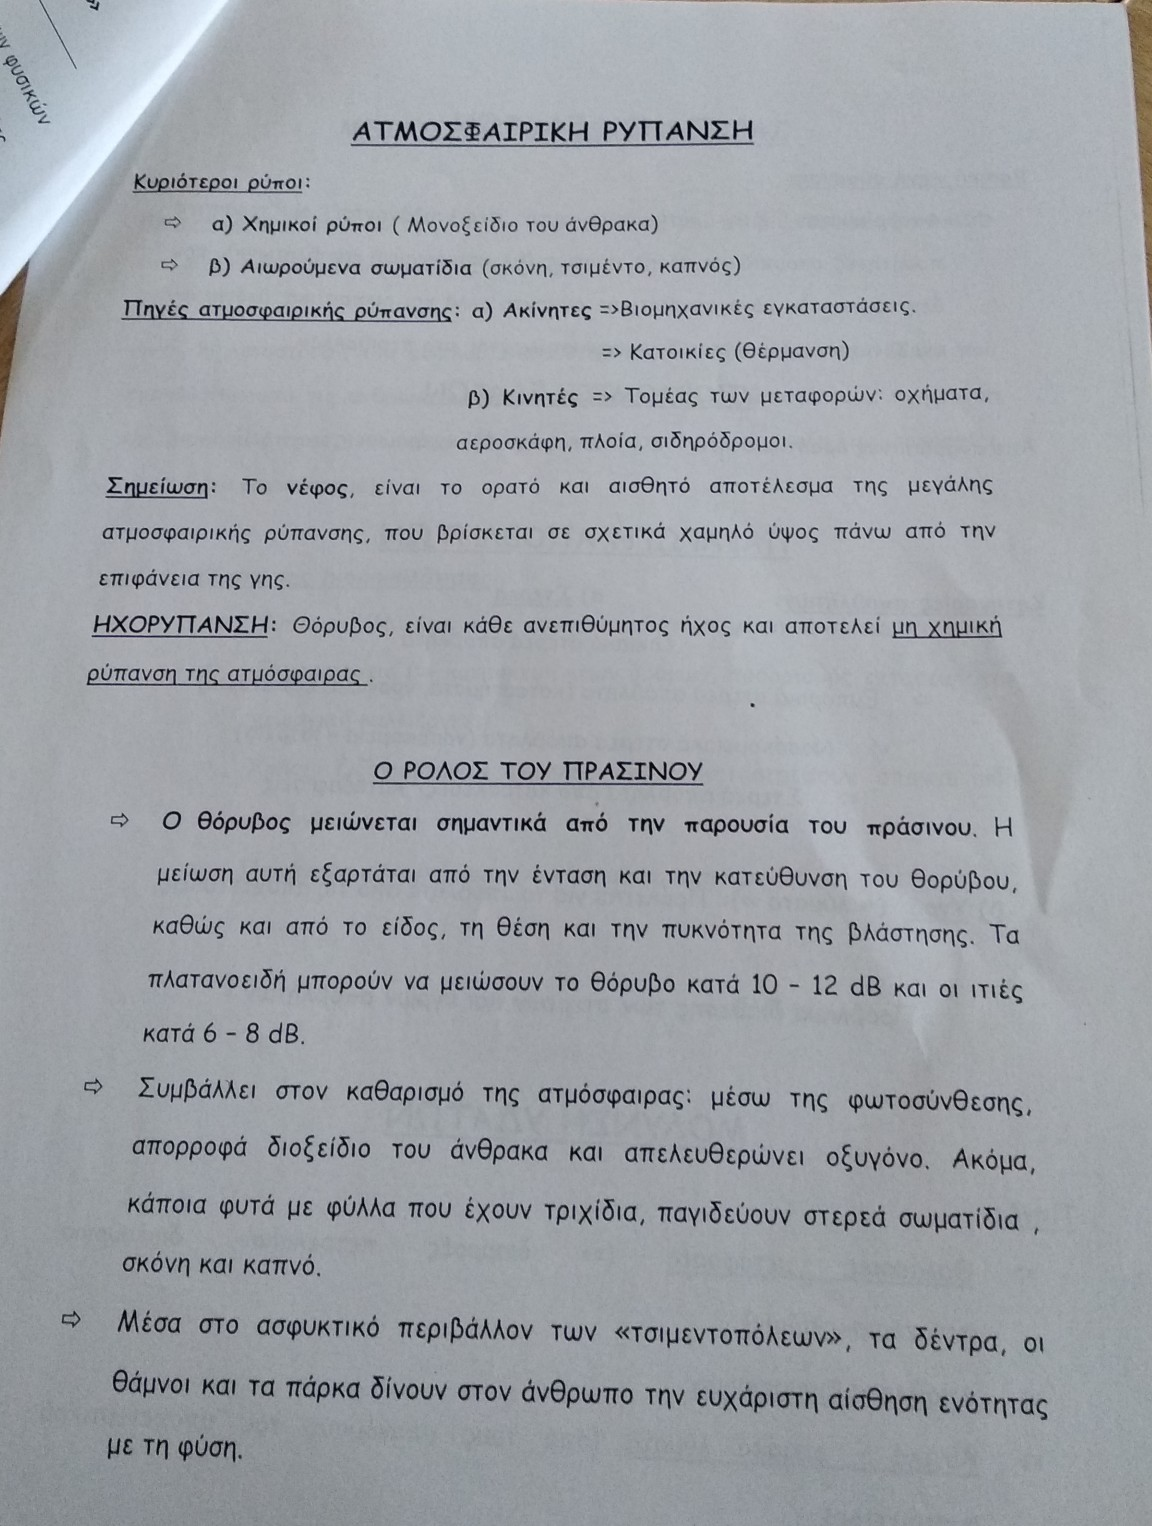 φυσικών
ΑΤΜΟΣΦΑΙΡΙΚΗ ΡΥΠΑΝΣΗ
Κυριότεροι ρύποι:
⇨ α) Χημικοί ρύποι ( Μονοξείδιο του άνθρακα)
⇨ β) Αιωρούμενα σωματίδια (σκόνη, τσιμέντο, καπνός)
Πηγές ατμοσφαιρικής ρύπανσης: α) Ακίνητες =>Βιομηχανικές εγκαταστάσεις.
=> Κατοικίες (θέρμανση)
β) Κινητές => Τομέας των μεταφορών: οχήματα,
αεροσκάφη, πλοία, σιδηρόδρομοι.
Σημείωση: Το νέφος, είναι το ορατό και αισθητό αποτέλεσμα της μεγάλης
ατμοσφαιρικής ρύπανσης, που βρίσκεται σε σχετικά χαμηλό ύψος πάνω από την
επιφάνεια της γης.
ΗΧΟΡΥΠΑΝΣΗ: Θόρυβος, είναι κάθε ανεπιθύμητος ήχος και αποτελεί μη χημική
ρύπανση της ατμόσφαιρας .
Ο ΡΟΛΟΣ ΤΟΥ ΠΡΑΣΙΝΟΥ
⇨ Ο θόρυβος μειώνεται σημαντικά από την παρουσία του πράσινου. Η
μείωση αυτή εξαρτάται από την ένταση και την κατεύθυνση του θορύβου,
καθώς και από το είδος, τη θέση και την πυκνότητα της βλάστησης. Τα
πλατανοειδή μπορούν να μειώσουν το θόρυβο κατά 10 - 12 dB και οι ιτιές
κατά 6 - 8 dB.
⇨ Συμβάλλει στον καθαρισμό της ατμόσφαιρας: μέσω της φωτοσύνθεσης,
απορροφά διοξείδιο του άνθρακα και απελευθερώνει οξυγόνο. Ακόμα,
κάποια φυτά με φύλλα που έχουν τριχίδια, παγιδεύουν στερεά σωματίδια ,
σκόνη και καπνό.
⇨ Μέσα στο ασφυκτικό περιβάλλον των «τσιμεντοπόλεων», τα δέντρα, οι
θάμνοι και τα πάρκα δίνουν στον άνθρωπο την ευχάριστη αίσθηση ενότητας
με τη φύση.